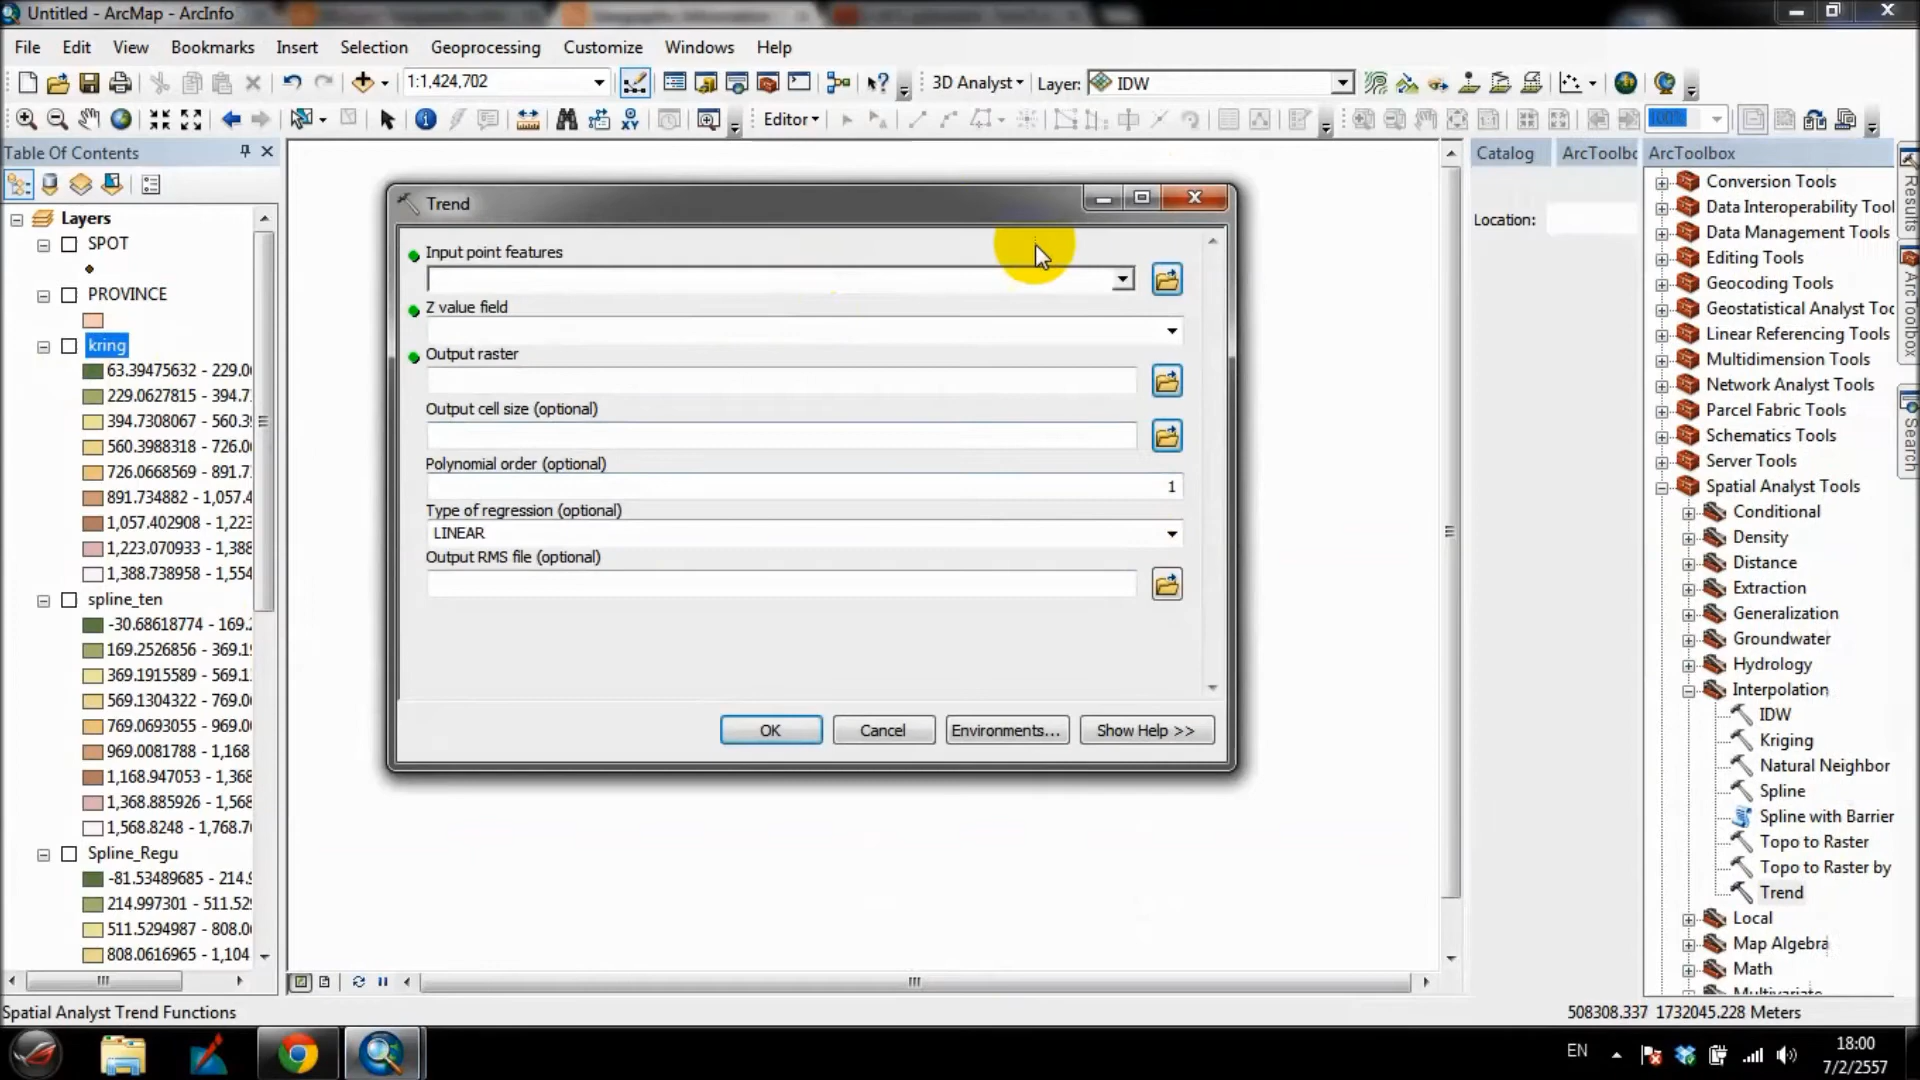 Untitled - ArcMap - ArcInfo
File Edit View Bookmarks Insert Selection Geoprocessing Customize Windows Help
1:1,424,702
3D Analyst
Layer:
IDW
Editor
100%
Table Of Contents
Layers
SPOT
PROVINCE
kring
63.39475632 - 229.0
229.0627815 - 394.7
394.7308067 - 560.3
560.3988318 - 726.0
726.0668569 - 891.7
891.734882 - 1,057.4
1,057.402908 - 1,223
1,223.070933 - 1,388
1,388.738958 - 1,554
spline_ten
-30.68618774 - 169.2
169.2526856 - 369.19
369.1915589 - 569.1
569.1304322 - 769.0
769.0693055 - 969.0
969.0081788 - 1,168
1,168.947053 - 1,368
1,368.885926 - 1,568
1,568.8248 - 1,768.7
Spline_Regu
-81.53489685 - 214.9
214.997301 - 511.52
511.5294987 - 808.0
808.0616965 - 1,104
Trend
Input point features
Z value field
Output raster
Output cell size (optional)
Polynomial order (optional)
1
Type of regression (optional)
LINEAR
Output RMS file (optional)
OK
Cancel
Environments...
Show Help >>
Catalog
ArcToolbo
Location:
ArcToolbox
Conversion Tools
Data Interoperability Tool
Data Management Tools
Editing Tools
Geocoding Tools
Geostatistical Analyst Too
Linear Referencing Tools
Multidimension Tools
Network Analyst Tools
Parcel Fabric Tools
Schematics Tools
Server Tools
Spatial Analyst Tools
Conditional
Density
Distance
Extraction
Generalization
Groundwater
Hydrology
Interpolation
IDW
Kriging
Natural Neighbor
Spline
Spline with Barrier
Topo to Raster
Topo to Raster by
Trend
Local
Map Algebra
Math
Multivariate
Results
ArcToolbox
Search
Spatial Analyst Trend Functions
508308.337 1732045.228 Meters
EN
18:00
7/2/2557